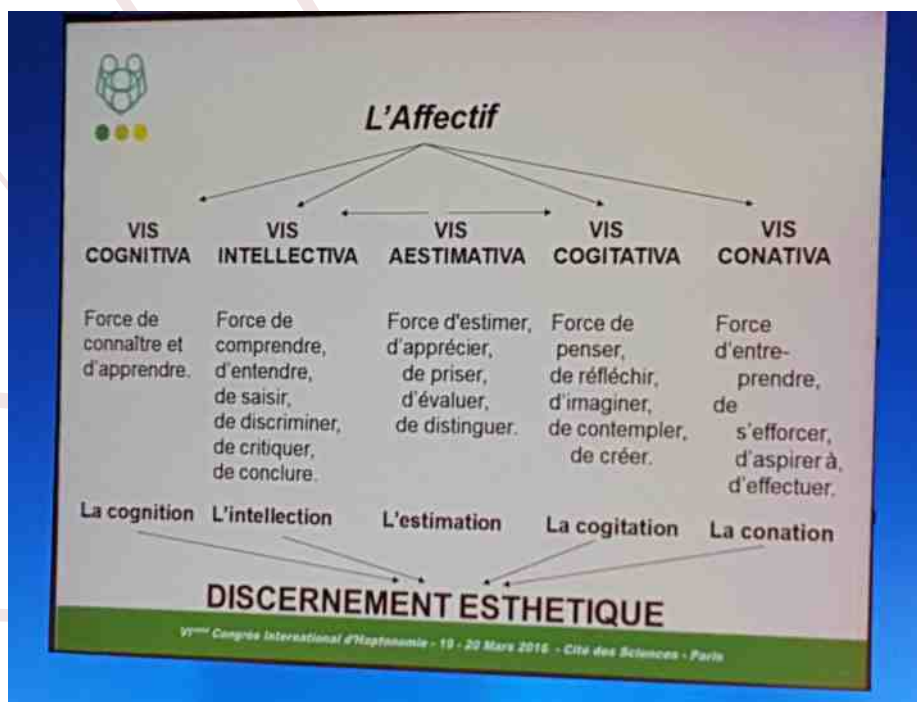 L'Affectif
VIS
COGNITIVA
VIS
INTELLECTIVA
VIS
AESTIMATIVA
VIS
COGITATIVA
VIS
CONATIVA
Force de
connaître et
d'apprendre.
Force de
comprendre,
d'entendre,
de saisir,
de discriminer,
de critiquer,
de conclure.
Force d'estimer,
d'apprécier,
de priser,
d'évaluer,
de distinguer.
Force de
penser,
de réfléchir,
d'imaginer,
de contempler,
de créer.
Force
d'entre-
prendre,
de
s'efforcer,
d'aspirer à,
d'effectuer.
La cognition
L'intellection
L'estimation
La cogitation
La conation
DISCERNEMENT ESTHETIQUE
VIème Congrès International d'Haptonomie - 19 - 20 Mars 2016 - Cité des Sciences - Paris